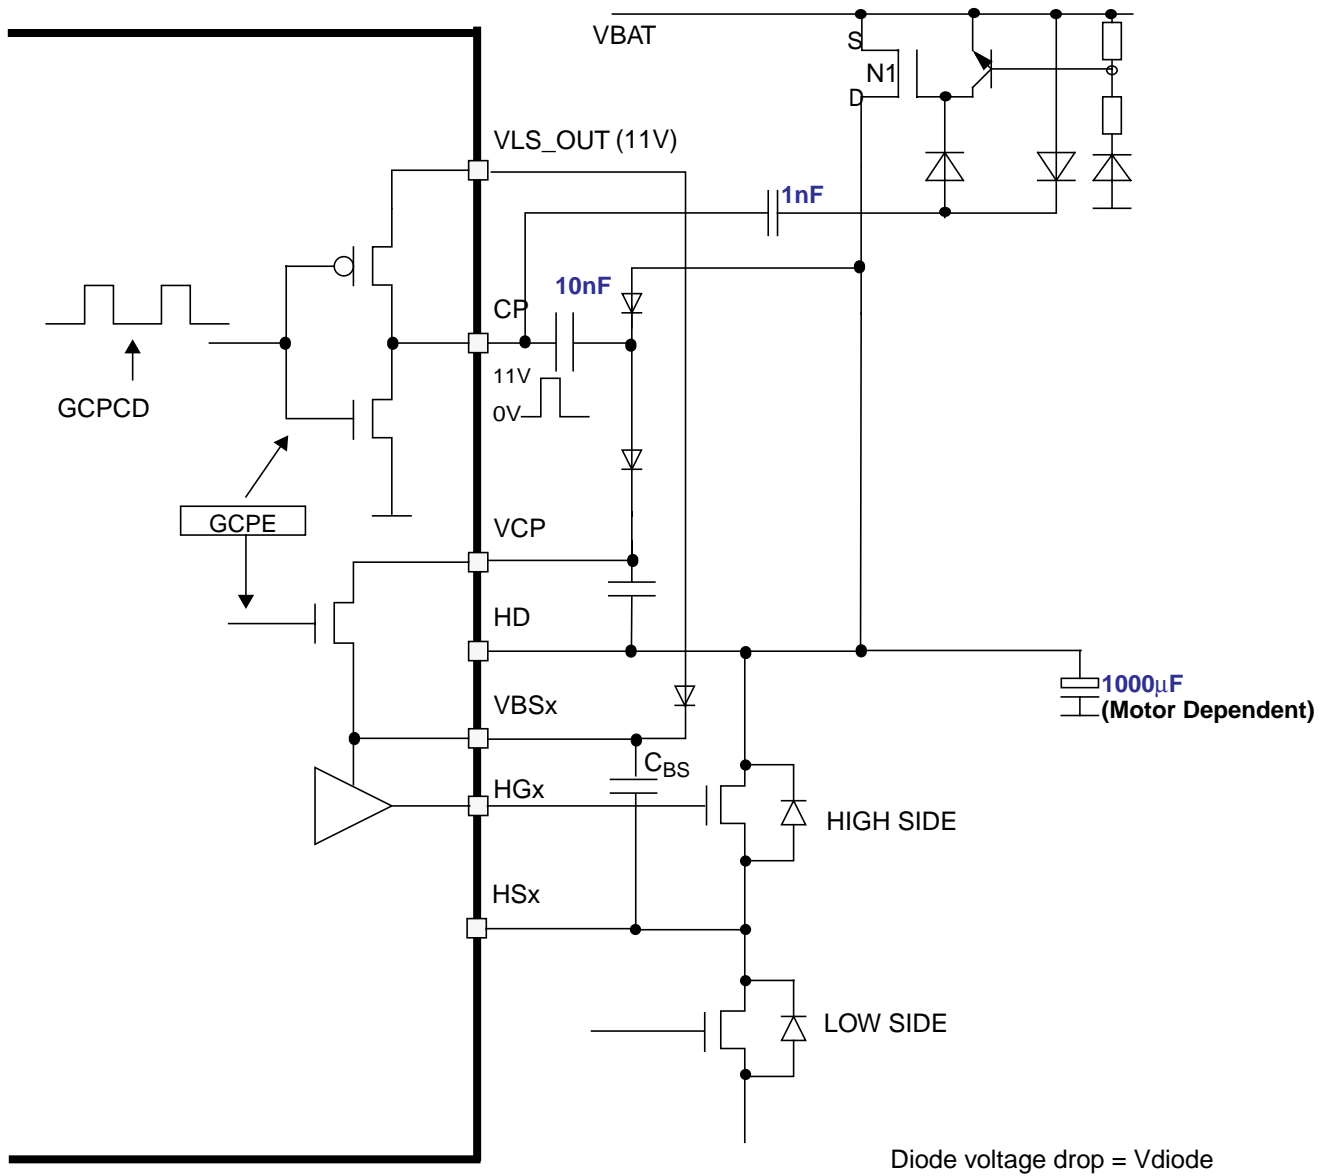 VBAT
S
N1
D
VLS_OUT (11V)
1nF
10nF
CP
11V
0V
GCPCD
GCPE
VCP
HD
1000µF
(Motor Dependent)
VBSx
CBS
HGx
HIGH SIDE
HSx
LOW SIDE
Diode voltage drop = Vdiode